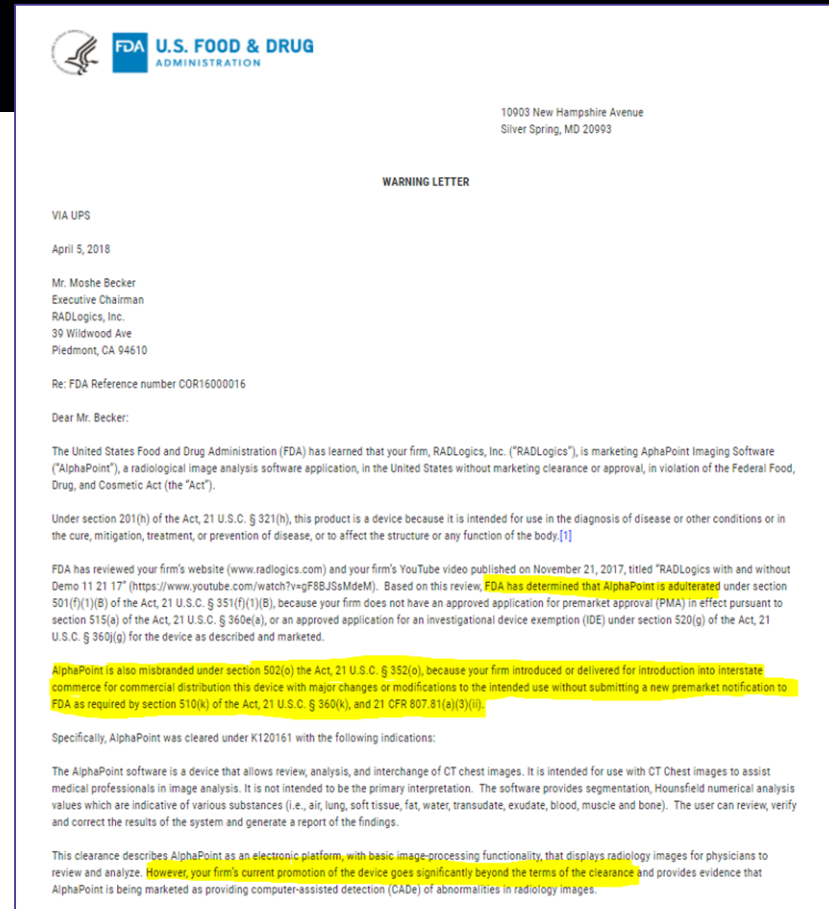 FDA U.S. FOOD & DRUG
ADMINISTRATION
10903 New Hampshire Avenue
Silver Spring, MD 20993
WARNING LETTER
VIA UPS
April 5, 2018
Mr. Moshe Becker
Executive Chairman
RADLogics, Inc.
39 Wildwood Ave
Piedmont, CA 94610
Re: FDA Reference number COR16000016
Dear Mr. Becker:
The United States Food and Drug Administration (FDA) has learned that your firm, RADLogics, Inc. ("RADLogics"), is marketing AphaPoint Imaging Software
("AlphaPoint"), a radiological image analysis software application, in the United States without marketing clearance or approval, in violation of the Federal Food,
Drug, and Cosmetic Act (the "Act").
Under section 201(h) of the Act, 21 U.S.C. § 321(h), this product is a device because it is intended for use in the diagnosis of disease or other conditions or in
the cure, mitigation, treatment, or prevention of disease, or to affect the structure or any function of the body.[1]
FDA has reviewed your firm's website (www.radlogics.com) and your firm's YouTube video published on November 21, 2017, titled "RADLogics with and without
Demo 11 21 17" (https://www.youtube.com/watch?v=gF8BJSsMdeM). Based on this review, FDA has determined that AlphaPoint is adulterated under section
501(f)(1)(B) of the Act, 21 U.S.C. § 351(f)(1)(B), because your firm does not have an approved application for premarket approval (PMA) in effect pursuant to
section 515(a) of the Act, 21 U.S.C. § 360e(a), or an approved application for an investigational device exemption (IDE) under section 520(g) of the Act, 21
U.S.C. § 360j(g) for the device as described and marketed.
AlphaPoint is also misbranded under section 502(o) the Act, 21 U.S.C. § 352(o), because your firm introduced or delivered for introduction into interstate
commerce for commercial distribution this device with major changes or modifications to the intended use without submitting a new premarket notification to
FDA as required by section 510(k) of the Act, 21 U.S.C. § 360(k), and 21 CFR 807.81(a)(3)(ii).
Specifically, AlphaPoint was cleared under K120161 with the following indications:
The AlphaPoint software is a device that allows review, analysis, and interchange of CT chest images. It is intended for use with CT Chest images to assist
medical professionals in image analysis. It is not intended to be the primary interpretation. The software provides segmentation, Hounsfield numerical analysis
values which are indicative of various substances (i.e., air, lung, soft tissue, fat, water, transudate, exudate, blood, muscle and bone). The user can review, verify
and correct the results of the system and generate a report of the findings.
This clearance describes AlphaPoint as an electronic platform, with basic image-processing functionality, that displays radiology images for physicians to
review and analyze. However, your firm's current promotion of the device goes significantly beyond the terms of the clearance and provides evidence that
AlphaPoint is being marketed as providing computer-assisted detection (CADe) of abnormalities in radiology images.